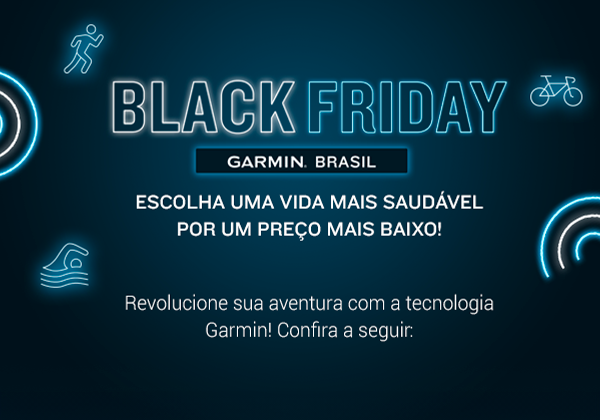 BLACK FRIDAY
GARMIN. BRASIL
ESCOLHA UMA VIDA MAIS SAUDÁVEL
POR UM PREÇO MAIS BAIXO!
Revolucione sua aventura com a tecnologia
Garmin! Confira a seguir: